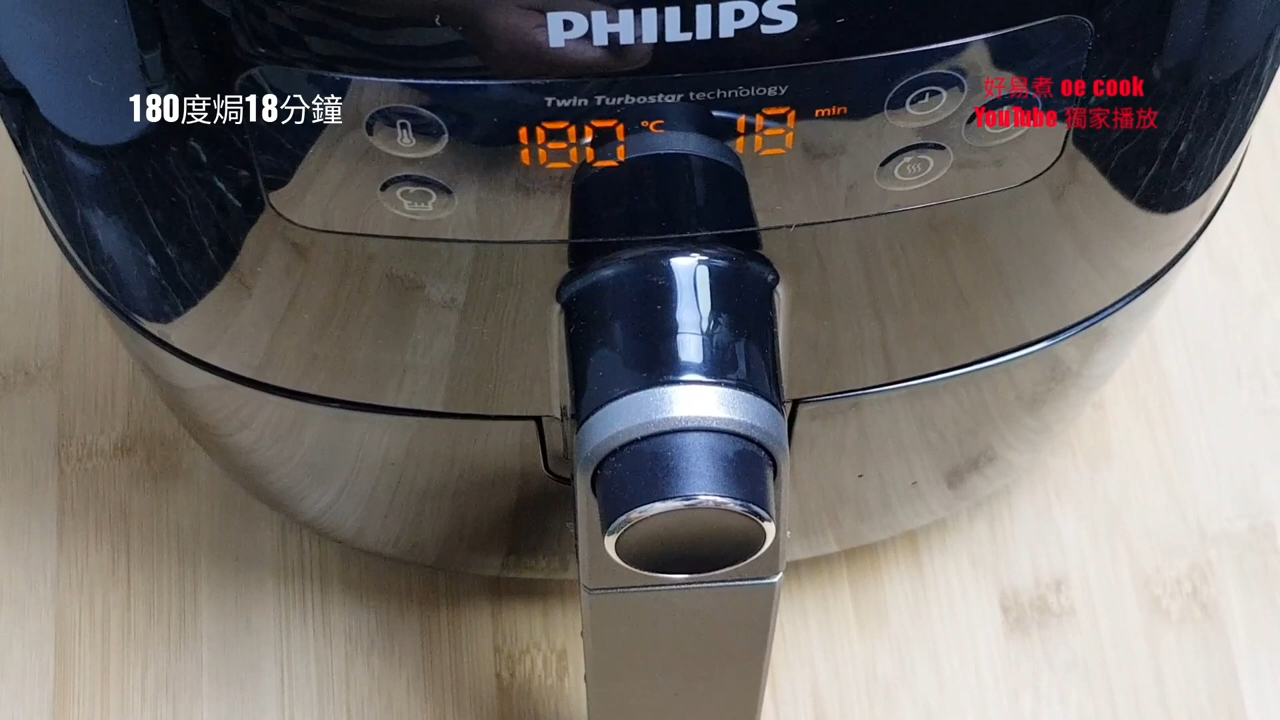 PHILIPS
Twin Turbostar technology
180度焗18分鐘
180 °C 18 min
好易煮 oe cook
YouTube 獨家播放